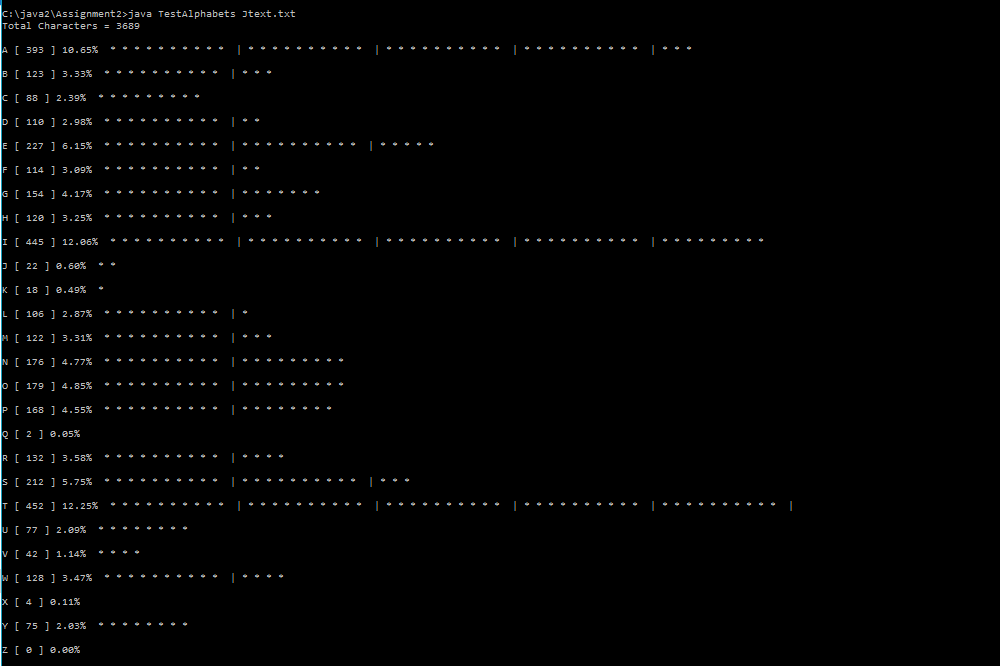 C:\java2\Assignment2>java TestAlphabets Jtext.txt
Total Characters = 3689
A [ 393 ] 10.65% * * * * * * * * * * | * * * * * * * * * * | * * * * * * * * * * | * * * * * * * * * * | * * *
B [ 123 ] 3.33% * * * * * * * * * * | * * *
C [ 88 ] 2.39% * * * * * * * * *
D [ 110 ] 2.98% * * * * * * * * * * | * *
E [ 227 ] 6.15% * * * * * * * * * * | * * * * * * * * * * | * * * * *
F [ 114 ] 3.09% * * * * * * * * * * | * *
G [ 154 ] 4.17% * * * * * * * * * * | * * * * * * *
H [ 120 ] 3.25% * * * * * * * * * * | * * *
I [ 445 ] 12.06% * * * * * * * * * * | * * * * * * * * * * | * * * * * * * * * * | * * * * * * * * * * | * * * * * * * * *
J [ 22 ] 0.60% * *
K [ 18 ] 0.49% *
L [ 106 ] 2.87% * * * * * * * * * * | *
M [ 122 ] 3.31% * * * * * * * * * * | * * *
N [ 176 ] 4.77% * * * * * * * * * * | * * * * * * * * *
O [ 179 ] 4.85% * * * * * * * * * * | * * * * * * * * *
P [ 168 ] 4.55% * * * * * * * * * * | * * * * * * * *
Q [ 2 ] 0.05%
R [ 132 ] 3.58% * * * * * * * * * * | * * * *
S [ 212 ] 5.75% * * * * * * * * * * | * * * * * * * * * * | * * *
T [ 452 ] 12.25% * * * * * * * * * * | * * * * * * * * * * | * * * * * * * * * * | * * * * * * * * * * | * * * * * * * * * * |
U [ 77 ] 2.09% * * * * * * * *
V [ 42 ] 1.14% * * * *
W [ 128 ] 3.47% * * * * * * * * * * | * * * *
X [ 4 ] 0.11%
Y [ 75 ] 2.03% * * * * * * * *
Z [ 0 ] 0.00%